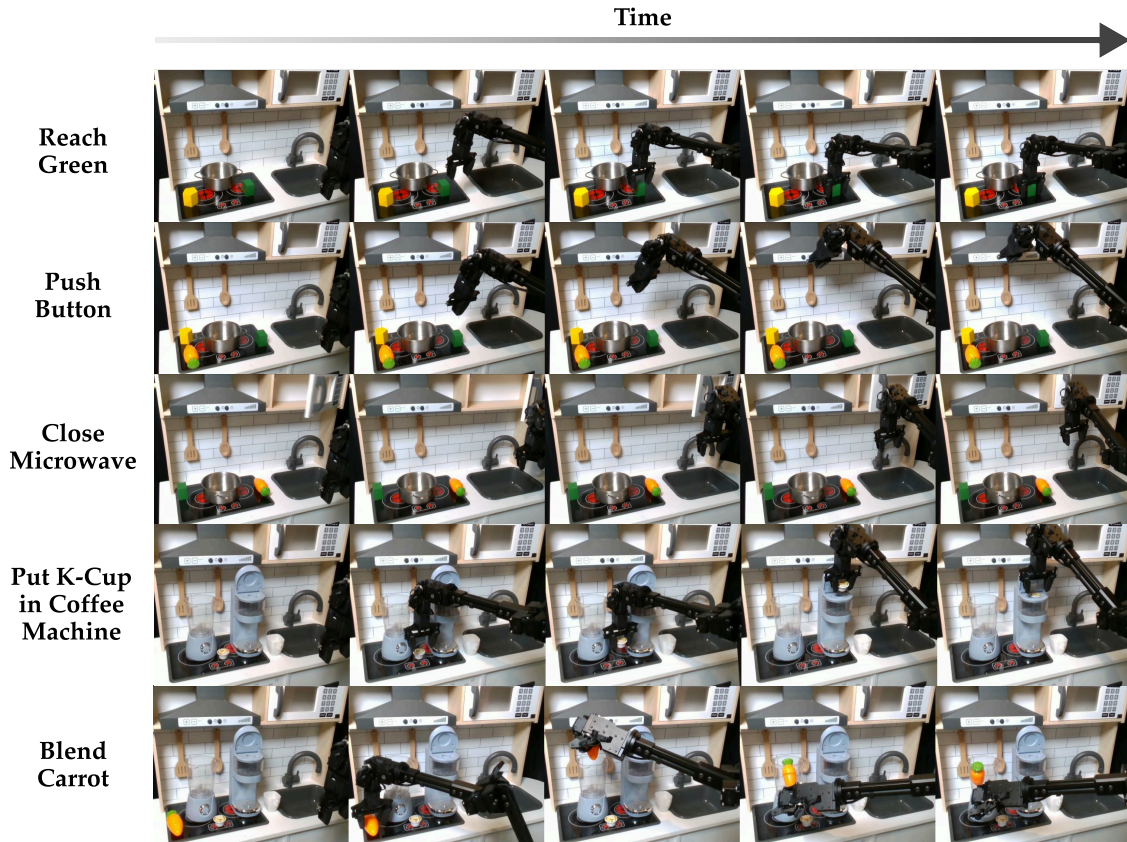 Time
Reach
Green
Push
Button
Close
Microwave
Put K-Cup
in Coffee
Machine
Blend
Carrot